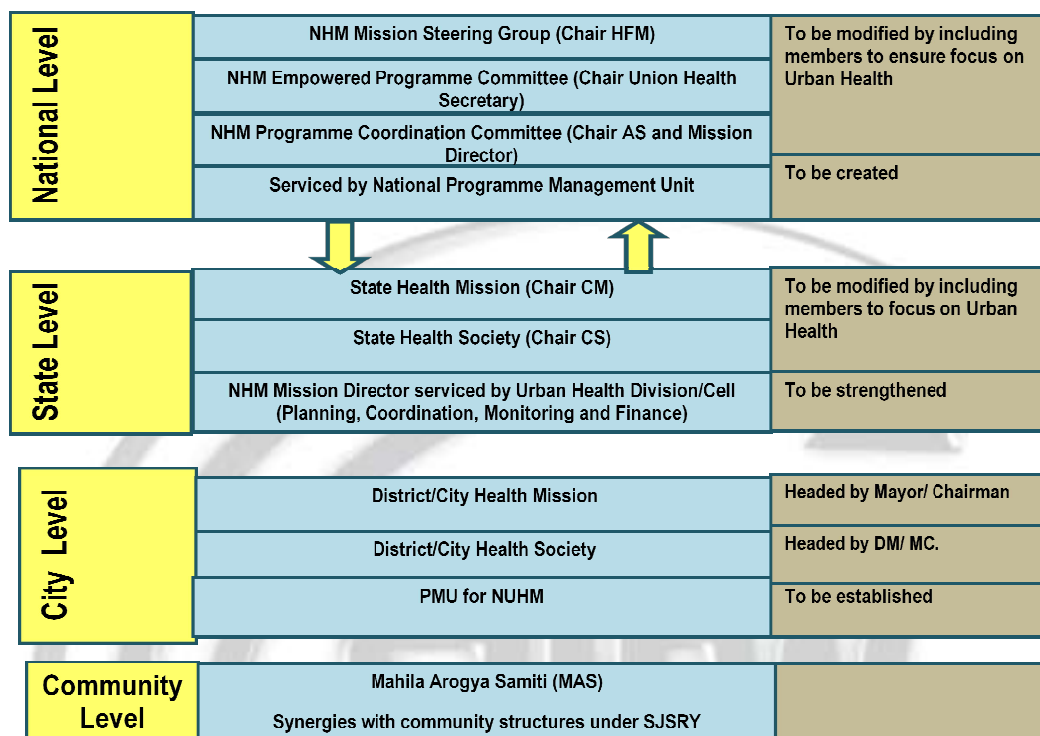 National Level
NHM Mission Steering Group (Chair HFM)
NHM Empowered Programme Committee (Chair Union Health
Secretary)
NHM Programme Coordination Committee (Chair AS and Mission
Director)
Serviced by National Programme Management Unit
To be modified by including
members to ensure focus on
Urban Health
To be created
State Level
State Health Mission (Chair CM)
State Health Society (Chair CS)
NHM Mission Director serviced by Urban Health Division/Cell
(Planning, Coordination, Monitoring and Finance)
To be modified by including
members to focus on Urban
Health
To be strengthened
City Level
District/City Health Mission
Headed by Mayor/ Chairman
District/City Health Society
Headed by DM/ MC.
PMU for NUHM
To be established
Community
Level
Mahila Arogya Samiti (MAS)
Synergies with community structures under SJSRY